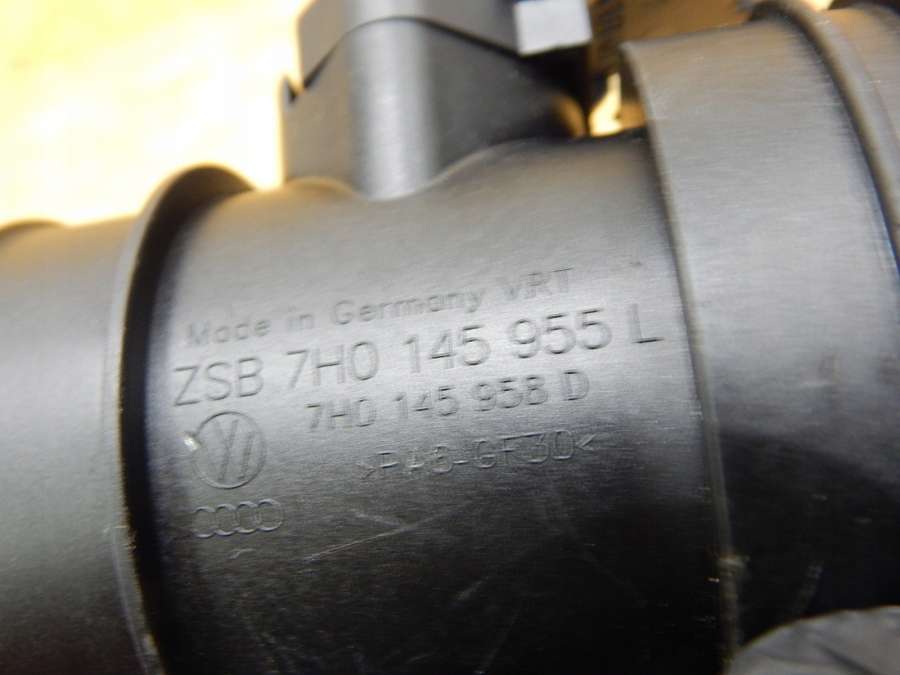 Made in Germany VRT
ZSB 7H0 145 955 L
7H0 145 958 D
>PA6-GF30<